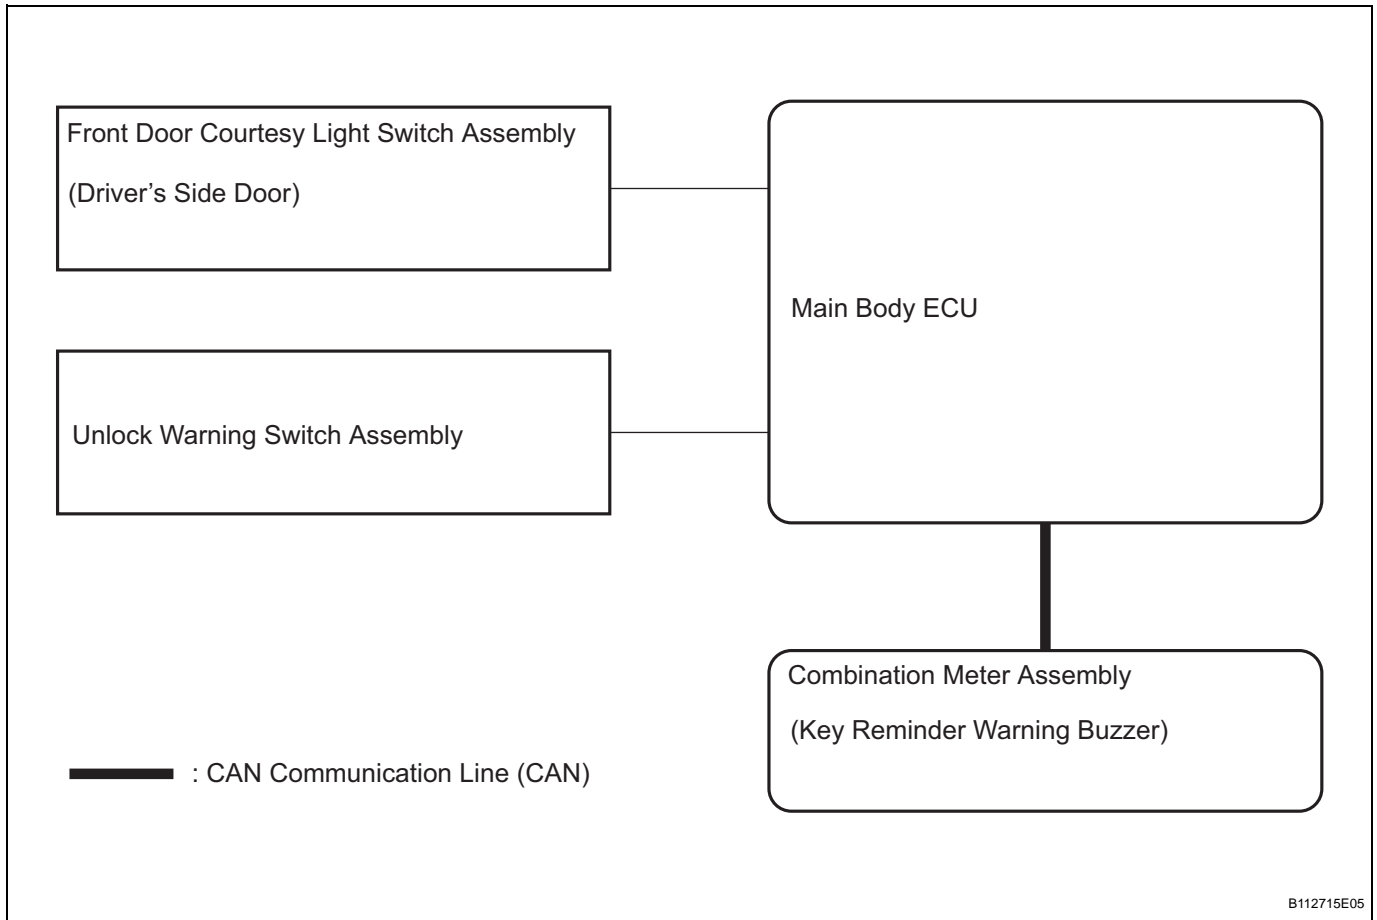 Front Door Courtesy Light Switch Assembly
(Driver’s Side Door)
Main Body ECU
Unlock Warning Switch Assembly
Combination Meter Assembly
(Key Reminder Warning Buzzer)
: CAN Communication Line (CAN)
B112715E05